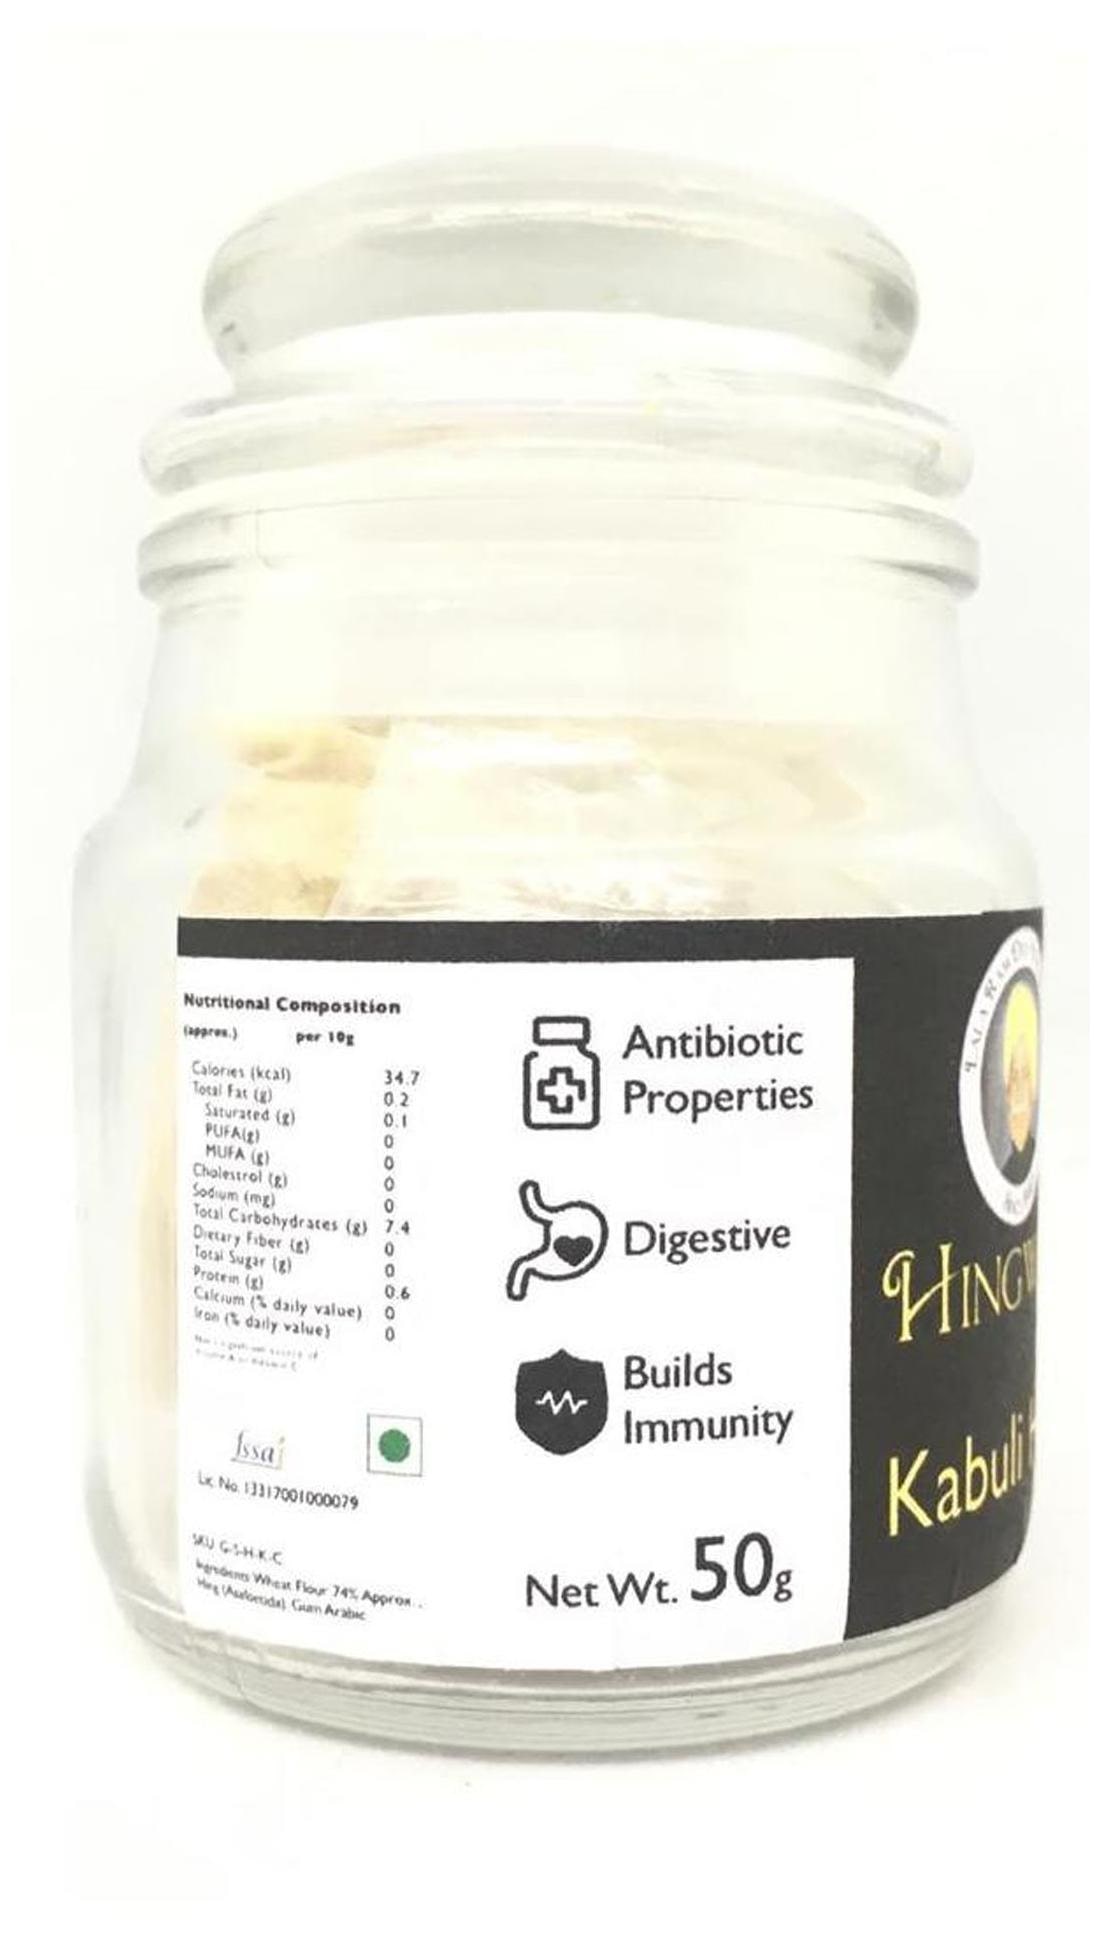 Nutritional Composition
(approx.) per 10g
Calories (kcal) 34.7
Total Fat (g) 0.2
Saturated (g) 0.1
PUFA(g) 0
MUFA (g) 0
Cholestrol (g) 0
Sodium (mg) 0
Total Carbohydrates (g) 7.4
Dietary Fiber (g) 0
Total Sugar (g) 0
Protein (g) 0.6
Calcium (% daily value) 0
Iron (% daily value) 0
fssai
Lic. No. 13317001000079
SKU G-S-H-K-C
Ingredients Wheat Flour 74% Approx.,
Hing (Asafoetida), Gum Arabic
Antibiotic
Properties
Digestive
Builds
Immunity
Net Wt. 50g
LALA RAM
HINGW
Kabuli H